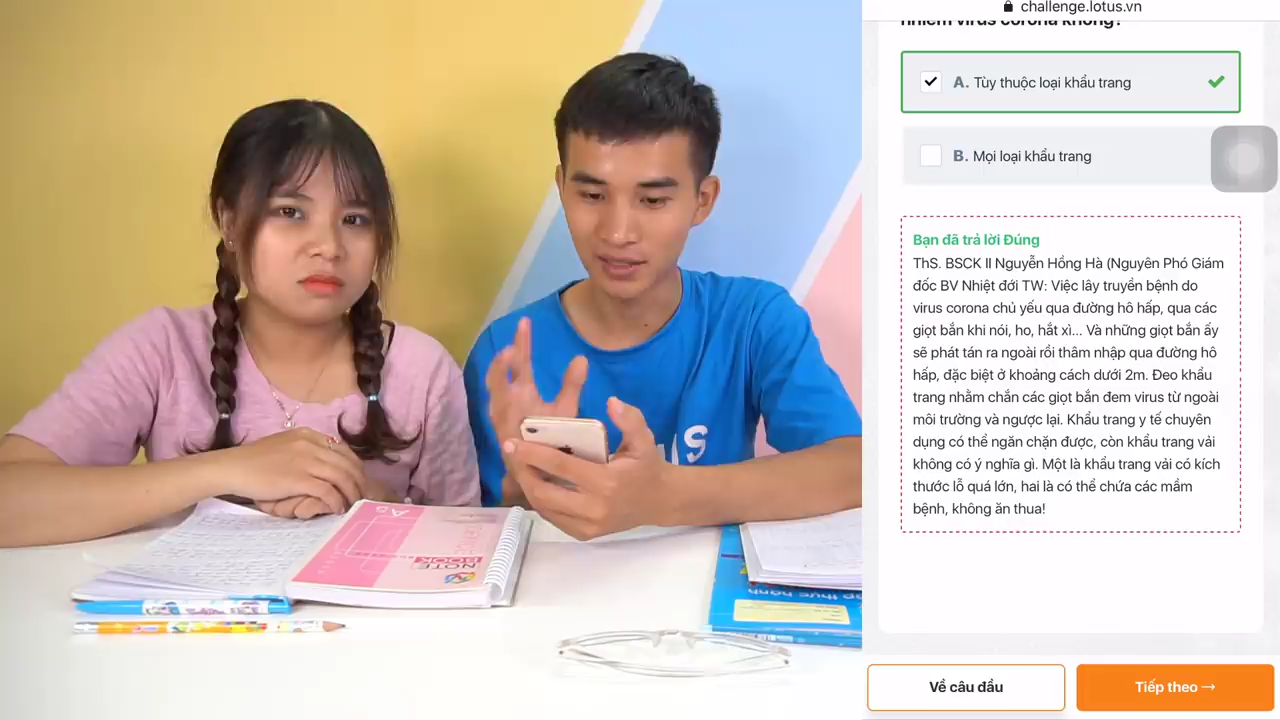 challenge.lotus.vn
nhiễm virus corona không?
A. Tùy thuộc loại khẩu trang
B. Mọi loại khẩu trang
Bạn đã trả lời Đúng
ThS. BSCK II Nguyễn Hồng Hà (Nguyên Phó Giám
đốc BV Nhiệt đới TW: Việc lây truyền bệnh do
virus corona chủ yếu qua đường hô hấp, qua các
giọt bắn khi nói, ho, hắt xì... Và những giọt bắn ấy
sẽ phát tán ra ngoài rồi thâm nhập qua đường hô
hấp, đặc biệt ở khoảng cách dưới 2m. Đeo khẩu
trang nhằm chắn các giọt bắn đem virus từ ngoài
môi trường và ngược lại. Khẩu trang y tế chuyên
dụng có thể ngăn chặn được, còn khẩu trang vải
không có ý nghĩa gì. Một là khẩu trang vải có kích
thước lỗ quá lớn, hai là có thể chứa các mầm
bệnh, không ăn thua!
Về câu đầu
Tiếp theo →
NOTE
BOOK
A5